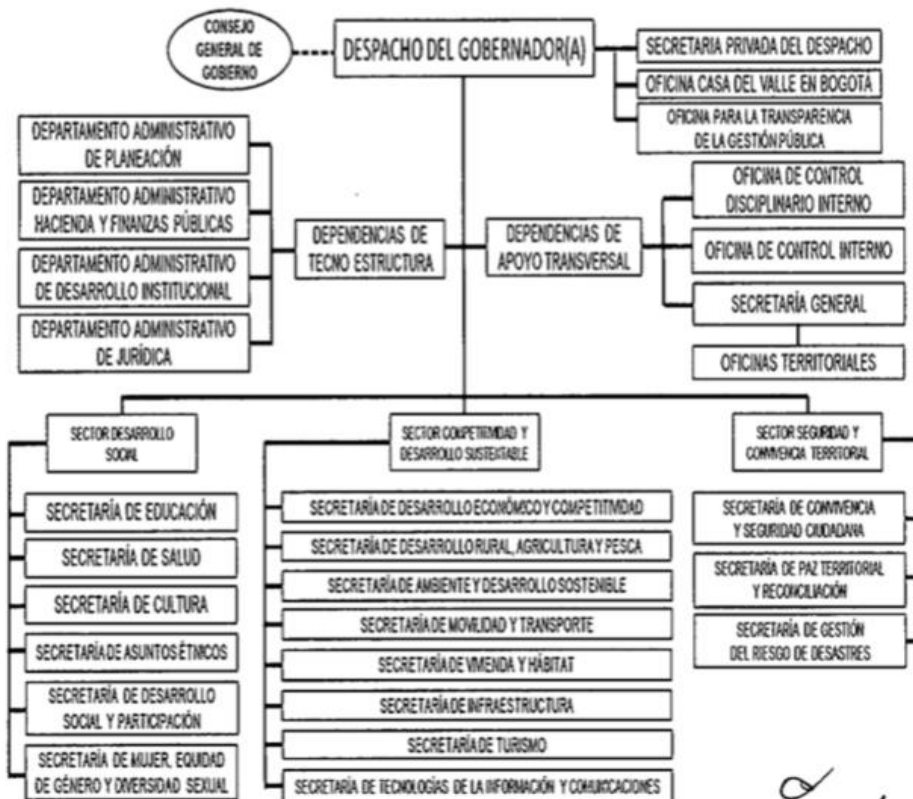 CONSEJO
GENERAL DE
GOBIERNO
DESPACHO DEL GOBERNADOR(A)
SECRETARIA PRIVADA DEL DESPACHO
OFICINA CASA DEL VALLE EN BOGOTA
OFICINA PARA LA TRANSPARENCIA
DE LA GESTIÓN PÚBLICA
DEPARTAMENTO ADMINISTRATIVO
DE PLANEACIÓN
DEPARTAMENTO ADMINISTRATIVO
HACIENDA Y FINANZAS PÚBLICAS
DEPARTAMENTO ADMINISTRATIVO
DE DESARROLLO INSTITUCIONAL
DEPARTAMENTO ADMINISTRATIVO
DE JURÍDICA
DEPENDENCIAS DE
TECNO ESTRUCTURA
DEPENDENCIAS DE
APOYO TRANSVERSAL
OFICINA DE CONTROL
DISCIPLINARIO INTERNO
OFICINA DE CONTROL INTERNO
SECRETARÍA GENERAL
OFICINAS TERRITORIALES
SECTOR DESARROLLO
SOCIAL
SECRETARÍA DE EDUCACIÓN
SECRETARÍA DE SALUD
SECRETARÍA DE CULTURA
SECRETARÍA DE ASUNTOS ÉTNICOS
SECRETARÍA DE DESARROLLO
SOCIAL Y PARTICIPACIÓN
SECRETARÍA DE MUJER, EQUIDAD
DE GÉNERO Y DIVERSIDAD SEXUAL
SECTOR COMPETITIVIDAD Y
DESARROLLO SUSTENTABLE
SECRETARÍA DE DESARROLLO ECONÓMICO Y COMPETITIVIDAD
SECRETARÍA DE DESARROLLO RURAL, AGRICULTURA Y PESCA
SECRETARÍA DE AMBIENTE Y DESARROLLO SOSTENIBLE
SECRETARÍA DE MOVILIDAD Y TRANSPORTE
SECRETARÍA DE VIVIENDA Y HÁBITAT
SECRETARÍA DE INFRAESTRUCTURA
SECRETARÍA DE TURISMO
SECRETARÍA DE TECNOLOGÍAS DE LA INFORMACIÓN Y COMUNICACIONES
SECTOR SEGURIDAD Y
CONVIVENCIA TERRITORIAL
SECRETARÍA DE CONVIVENCIA
Y SEGURIDAD CIUDADANA
SECRETARÍA DE PAZ TERRITORIAL
Y RECONCILIACIÓN
SECRETARÍA DE GESTIÓN
DEL RIESGO DE DESASTRES